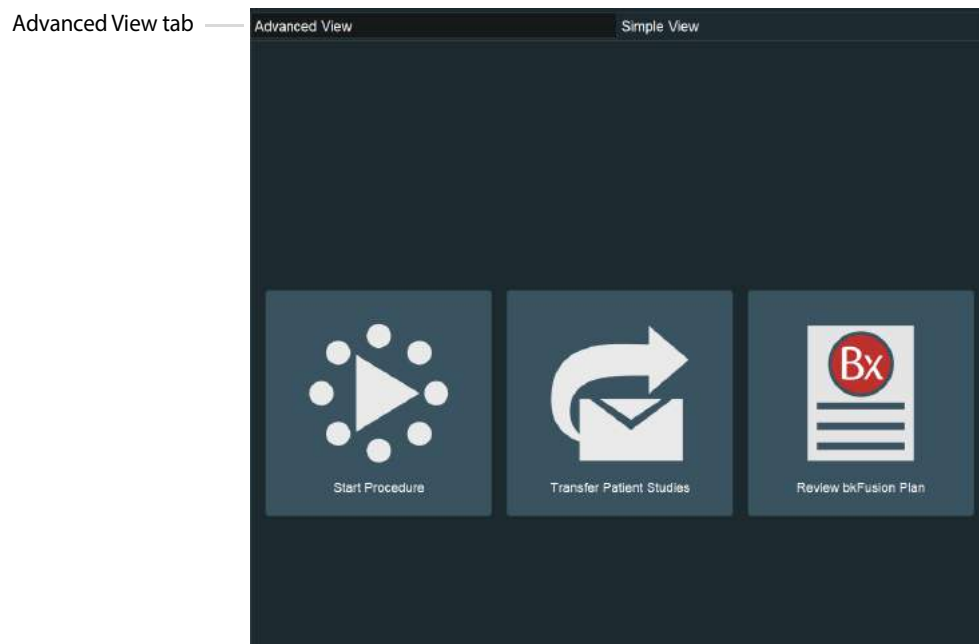 Advanced View tab
Advanced View
Simple View
Bx
Start Procedure
Transfer Patient Studies
Review bkFusion Plan